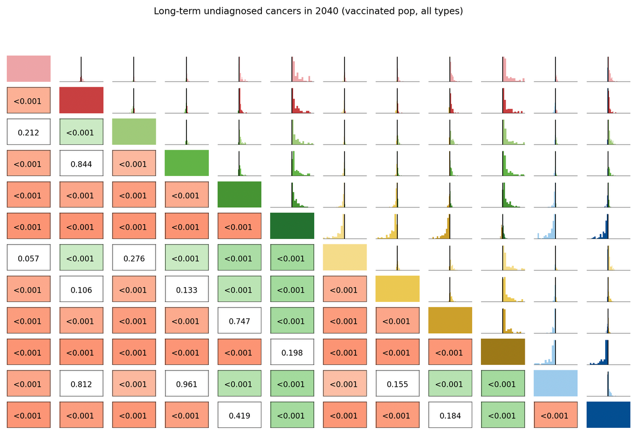 Long-term undiagnosed cancers in 2040 (vaccinated pop, all types)
<0.001
0.212 <0.001
<0.001 0.844 <0.001
<0.001 <0.001 <0.001 <0.001
<0.001 <0.001 <0.001 <0.001 <0.001
0.057 <0.001 0.276 <0.001 <0.001 <0.001
<0.001 0.106 <0.001 0.133 <0.001 <0.001 <0.001
<0.001 <0.001 <0.001 <0.001 0.747 <0.001 <0.001 <0.001
<0.001 <0.001 <0.001 <0.001 <0.001 0.198 <0.001 <0.001 <0.001
<0.001 0.812 <0.001 0.961 <0.001 <0.001 <0.001 0.155 <0.001 <0.001
<0.001 <0.001 <0.001 <0.001 0.419 <0.001 <0.001 <0.001 0.184 <0.001 <0.001